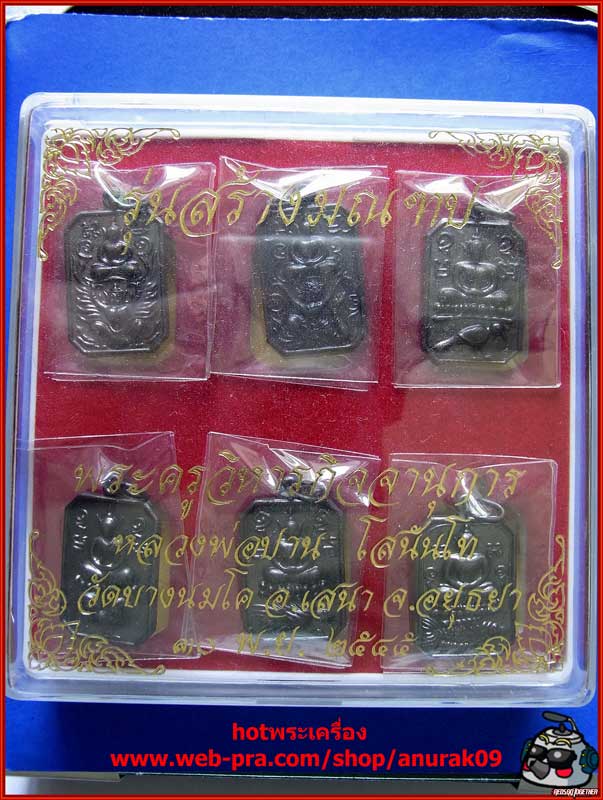 รุ่นสร้างมณฑป
พระครูวิหารกิจจานุการ
หลวงพ่อปาน โสนันโท
วัดบางนมโค อ.เสนา จ.อยุธยา
๓๑ พ.ย. ๒๕๔๕
hotพระเครื่อง
www.web-pra.com/shop/anurak09